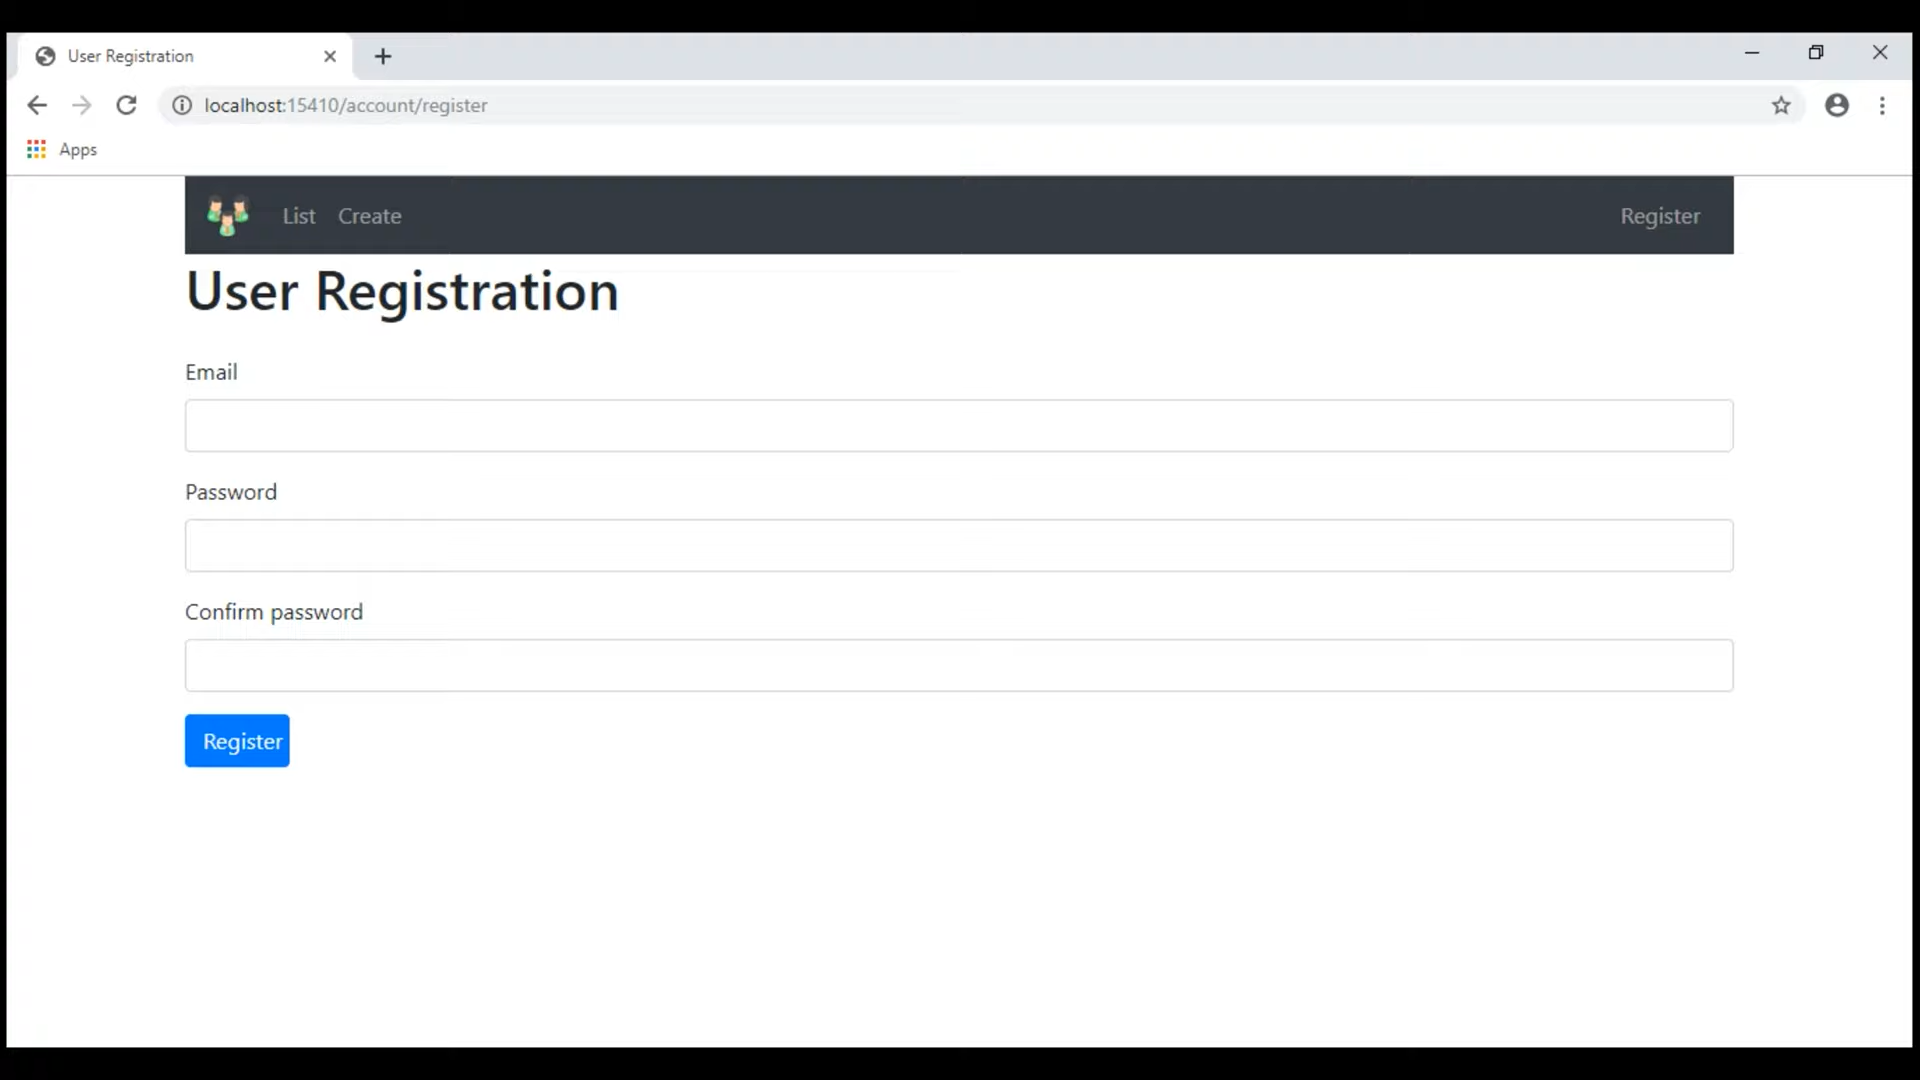 User Registration
localhost:15410/account/register
Apps
List Create Register
User Registration
Email
Password
Confirm password
Register